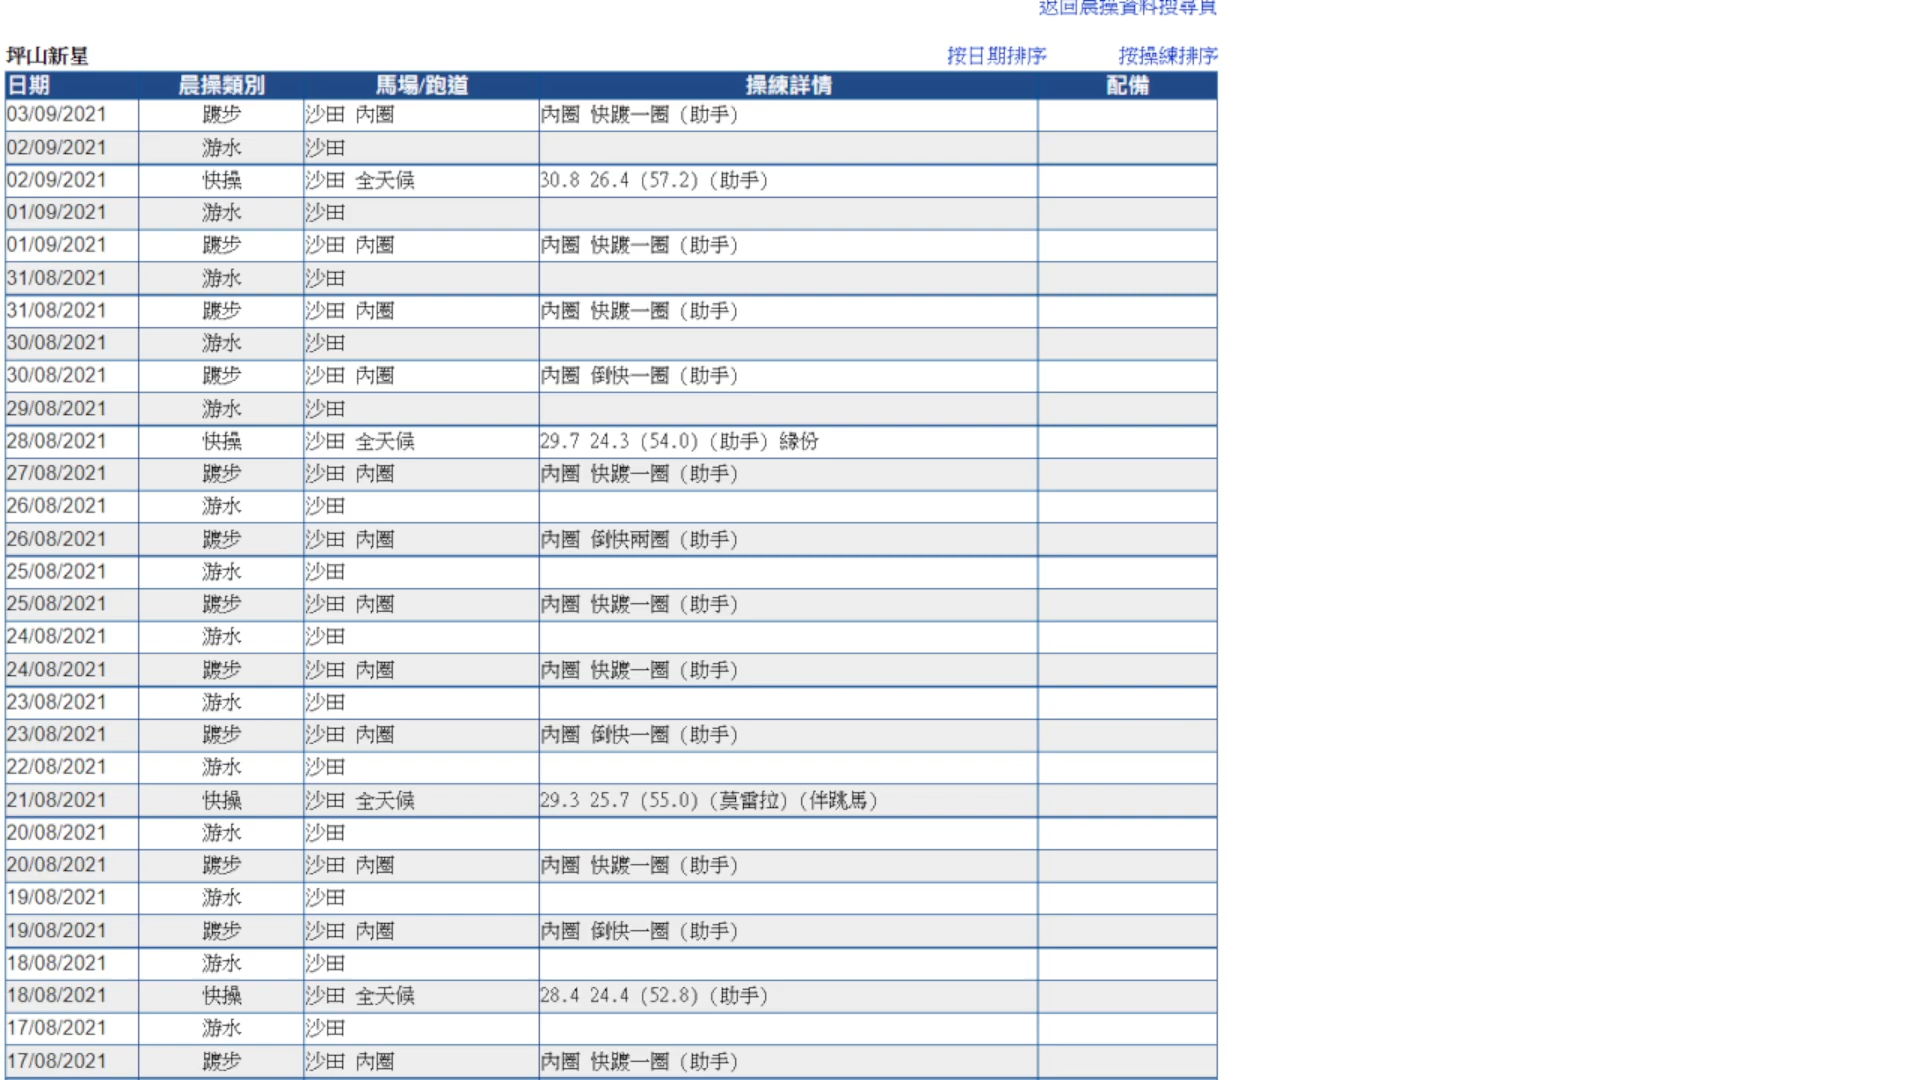 返回晨操資料搜尋頁
坪山新星 按日期排序 按操練排序
日期 晨操類別 馬場/跑道 操練詳情 配備
03/09/2021 踱步 沙田 內圈 內圈 快踱一圈 (助手)
02/09/2021 游水 沙田
02/09/2021 快操 沙田 全天候 30.8 26.4 (57.2) (助手)
01/09/2021 游水 沙田
01/09/2021 踱步 沙田 內圈 內圈 快踱一圈 (助手)
31/08/2021 游水 沙田
31/08/2021 踱步 沙田 內圈 內圈 快踱一圈 (助手)
30/08/2021 游水 沙田
30/08/2021 踱步 沙田 內圈 內圈 倒快一圈 (助手)
29/08/2021 游水 沙田
28/08/2021 快操 沙田 全天候 29.7 24.3 (54.0) (助手) 緣份
27/08/2021 踱步 沙田 內圈 內圈 快踱一圈 (助手)
26/08/2021 游水 沙田
26/08/2021 踱步 沙田 內圈 內圈 倒快兩圈 (助手)
25/08/2021 游水 沙田
25/08/2021 踱步 沙田 內圈 內圈 快踱一圈 (助手)
24/08/2021 游水 沙田
24/08/2021 踱步 沙田 內圈 內圈 快踱一圈 (助手)
23/08/2021 游水 沙田
23/08/2021 踱步 沙田 內圈 內圈 倒快一圈 (助手)
22/08/2021 游水 沙田
21/08/2021 快操 沙田 全天候 29.3 25.7 (55.0) (莫雷拉) (伴跳馬)
20/08/2021 游水 沙田
20/08/2021 踱步 沙田 內圈 內圈 快踱一圈 (助手)
19/08/2021 游水 沙田
19/08/2021 踱步 沙田 內圈 內圈 倒快一圈 (助手)
18/08/2021 游水 沙田
18/08/2021 快操 沙田 全天候 28.4 24.4 (52.8) (助手)
17/08/2021 游水 沙田
17/08/2021 踱步 沙田 內圈 內圈 快踱一圈 (助手)